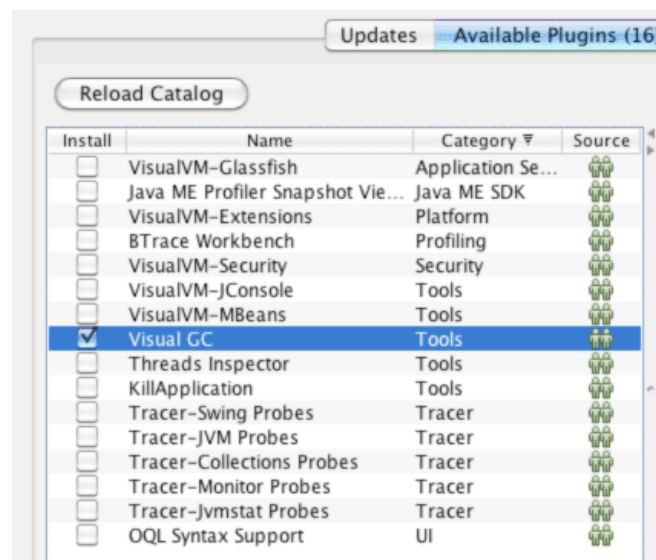 Updates Available Plugins (16
Reload Catalog
Install Name Category Source
VisualVM-Glassfish Application Se...
Java ME Profiler Snapshot Vie... Java ME SDK
VisualVM-Extensions Platform
BTrace Workbench Profiling
VisualVM-Security Security
VisualVM-JConsole Tools
VisualVM-MBeans Tools
Visual GC Tools
Threads Inspector Tools
KillApplication Tools
Tracer-Swing Probes Tracer
Tracer-JVM Probes Tracer
Tracer-Collections Probes Tracer
Tracer-Monitor Probes Tracer
Tracer-Jvmstat Probes Tracer
OQL Syntax Support UI